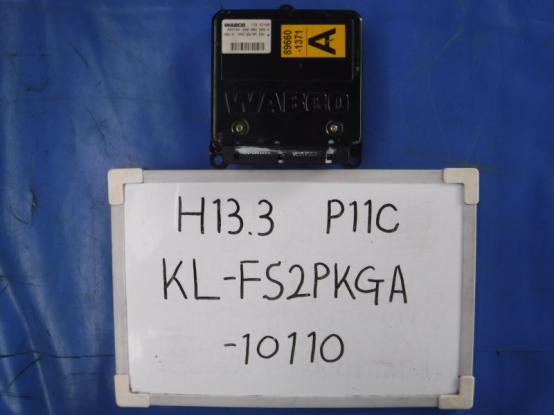 WABCO
89660
-1371
A
WABCO
H13.3 P11C
KL-FS2PKGA
-10110